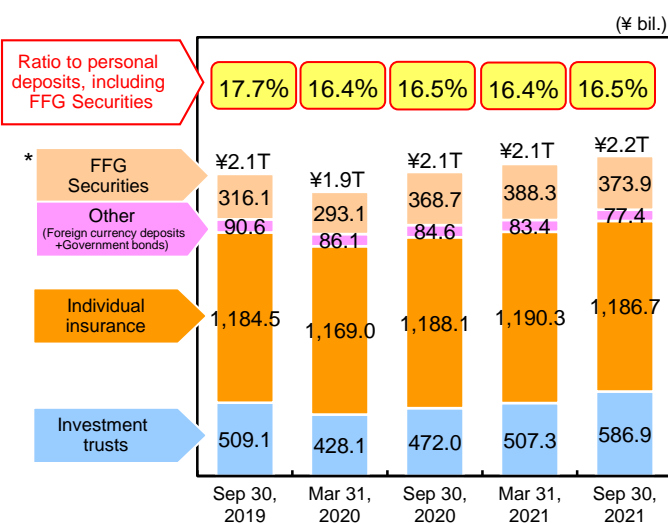 (¥ bil.)
Ratio to personal
deposits, including
FFG Securities
17.7% 16.4% 16.5% 16.4% 16.5%
¥2.1T ¥1.9T ¥2.1T ¥2.1T ¥2.2T
* FFG
Securities
316.1 293.1 368.7 388.3 373.9
Other
(Foreign currency deposits
+Government bonds)
90.6 86.1 84.6 83.4 77.4
Individual
insurance
1,184.5 1,169.0 1,188.1 1,190.3 1,186.7
Investment
trusts
509.1 428.1 472.0 507.3 586.9
Sep 30, Mar 31, Sep 30, Mar 31, Sep 30,
2019 2020 2020 2021 2021